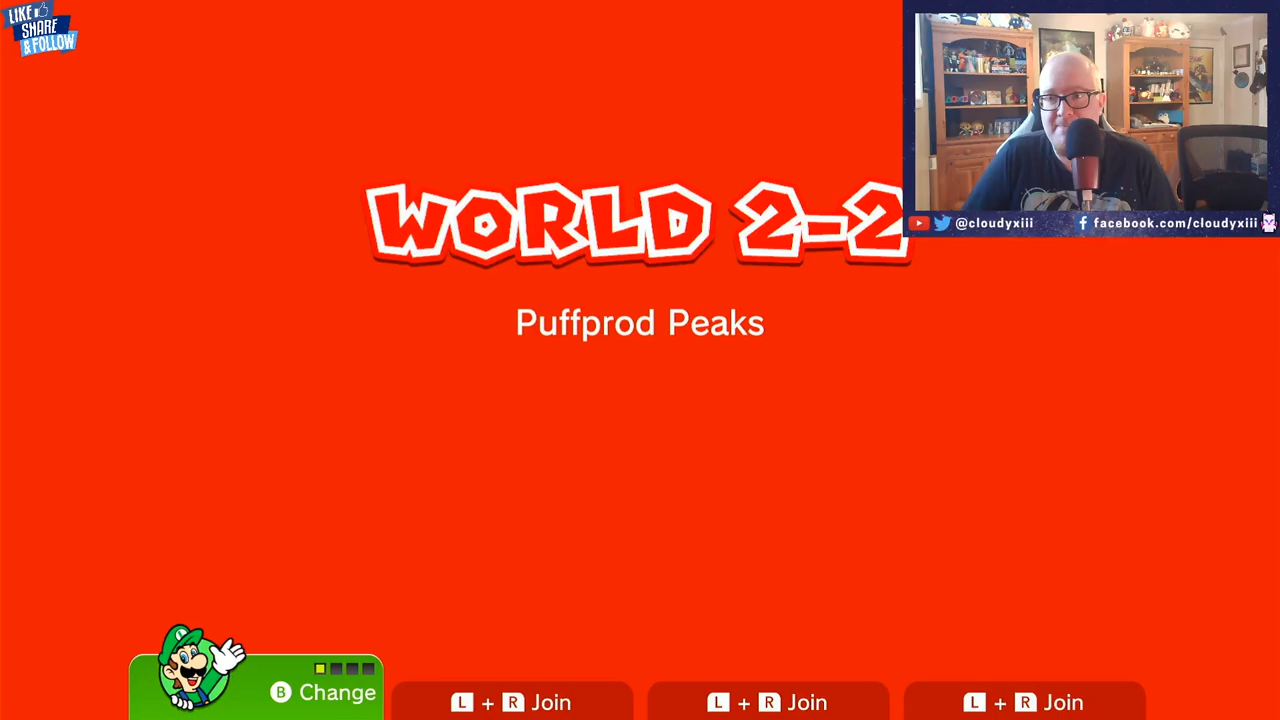 LIKE
SHARE
& FOLLOW
WORLD 2-2
@cloudyxiii
facebook.com/cloudyxiii
Puffprod Peaks
B Change
L + R Join
L + R Join
L + R Join